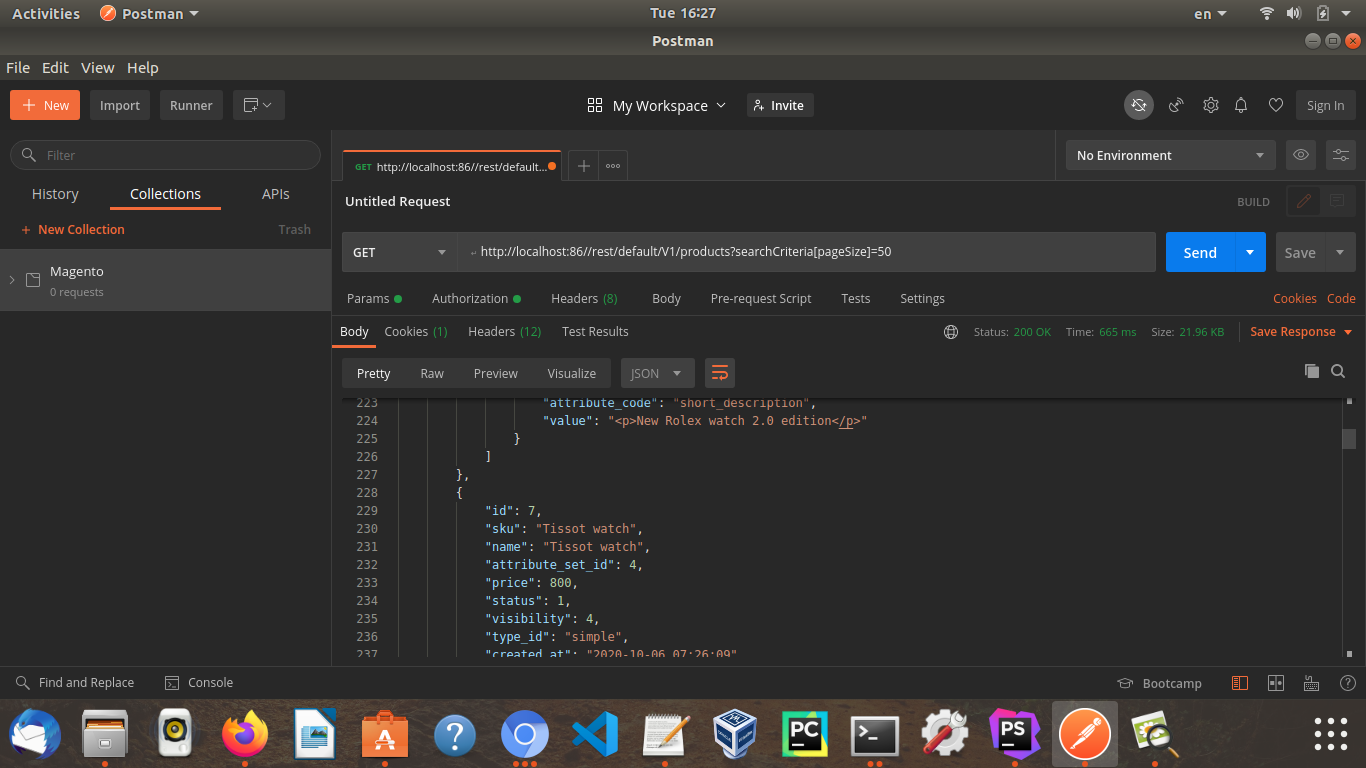 Activities Postman Tue 16:27 en
Postman
File Edit View Help
+ New Import Runner My Workspace Invite Sign In
Filter
History Collections APIs
+ New Collection Trash
Magento
0 requests
GET http://localhost:86//rest/default... + ooo No Environment
Untitled Request BUILD
GET http://localhost:86//rest/default/V1/products?searchCriteria[pageSize]=50 Send Save
Params Authorization Headers (8) Body Pre-request Script Tests Settings Cookies Code
Body Cookies (1) Headers (12) Test Results Status: 200 OK Time: 665 ms Size: 21.96 KB Save Response
Pretty Raw Preview Visualize JSON
223 "attribute_code": "short_description",
224 "value": "<p>New Rolex watch 2.0 edition</p>"
225 }
226 ]
227 },
228 {
229 "id": 7,
230 "sku": "Tissot watch",
231 "name": "Tissot watch",
232 "attribute_set_id": 4,
233 "price": 800,
234 "status": 1,
235 "visibility": 4,
236 "type_id": "simple",
237 "created_at": "2020-10-06 07:26:09"
Find and Replace Console Bootcamp
PC PS